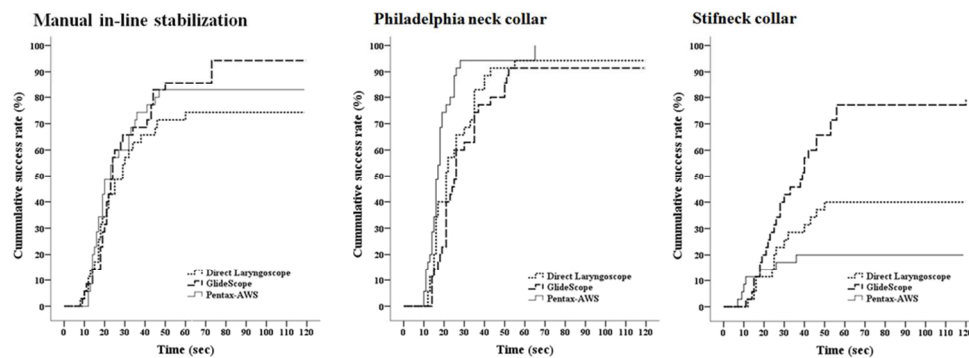 Manual in-line stabilization
Cummulative success rate (%)
100
90
80
70
60
50
40
30
20
10
0
Direct Laryngoscope
GlideScope
Pentax-AWS
0 10 20 30 40 50 60 70 80 90 100 110 120
Time (sec)
Philadelphia neck collar
Cummulative success rate (%)
100
90
80
70
60
50
40
30
20
10
0
Direct Laryngoscope
GlideScope
Pentax-AWS
0 10 20 30 40 50 60 70 80 90 100 110 120
Time (sec)
Stifneck collar
Cummulative success rate (%)
100
90
80
70
60
50
40
30
20
10
0
Direct Laryngoscope
GlideScope
Pentax-AWS
0 10 20 30 40 50 60 70 80 90 100 110 120
Time (sec)